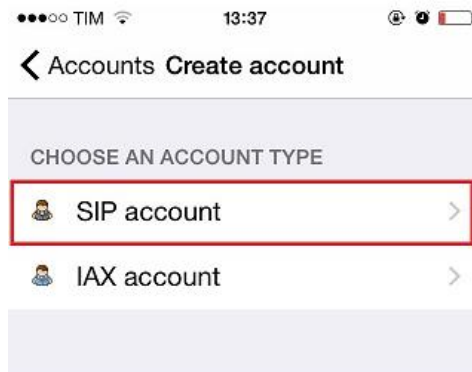 TIM 13:37
Accounts Create account
CHOOSE AN ACCOUNT TYPE
SIP account
IAX account